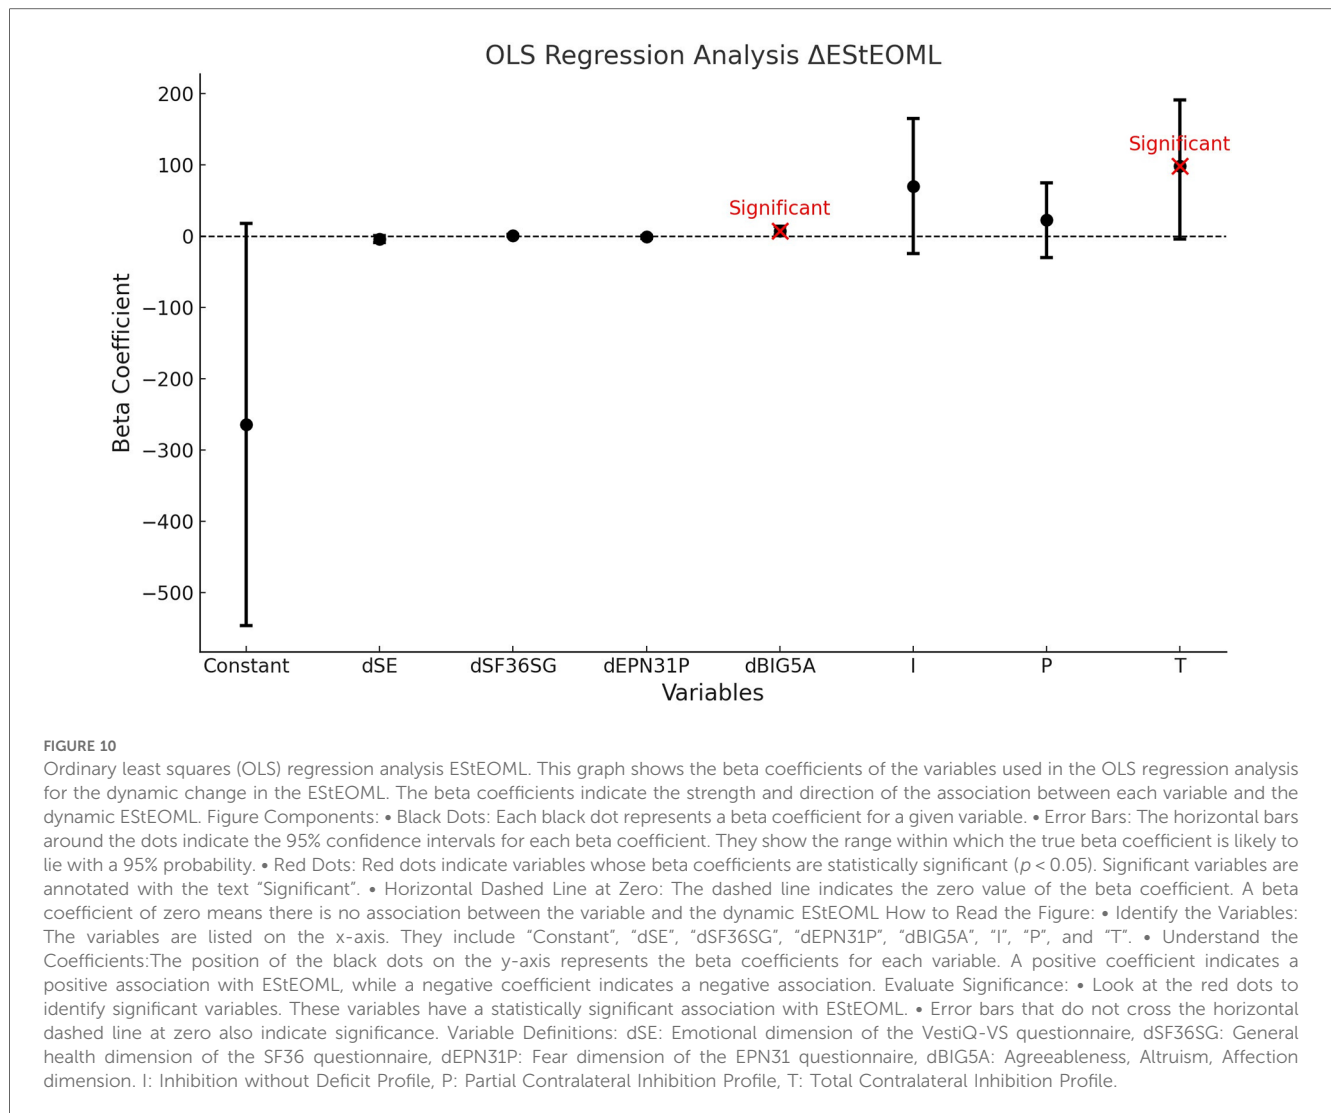 OLS Regression Analysis ΔEStEOML
200
100
0
−100
−200
−300
−400
−500
Beta Coefficient
Significant
Significant
Constant dSE dSF36SG dEPN31P dBIG5A I P T
Variables
FIGURE 10
Ordinary least squares (OLS) regression analysis EStEOML. This graph shows the beta coefficients of the variables used in the OLS regression analysis
for the dynamic change in the EStEOML. The beta coefficients indicate the strength and direction of the association between each variable and the
dynamic EStEOML. Figure Components: • Black Dots: Each black dot represents a beta coefficient for a given variable. • Error Bars: The horizontal bars
around the dots indicate the 95% confidence intervals for each beta coefficient. They show the range within which the true beta coefficient is likely to
lie with a 95% probability. • Red Dots: Red dots indicate variables whose beta coefficients are statistically significant (p < 0.05). Significant variables are
annotated with the text “Significant”. • Horizontal Dashed Line at Zero: The dashed line indicates the zero value of the beta coefficient. A beta
coefficient of zero means there is no association between the variable and the dynamic EStEOML How to Read the Figure: • Identify the Variables:
The variables are listed on the x-axis. They include “Constant”, “dSE”, “dSF36SG”, “dEPN31P”, “dBIG5A”, “I”, “P”, and “T”. • Understand the
Coefficients:The position of the black dots on the y-axis represents the beta coefficients for each variable. A positive coefficient indicates a
positive association with EStEOML, while a negative coefficient indicates a negative association. Evaluate Significance: • Look at the red dots to
identify significant variables. These variables have a statistically significant association with EStEOML. • Error bars that do not cross the horizontal
dashed line at zero also indicate significance. Variable Definitions: dSE: Emotional dimension of the VestiQ-VS questionnaire, dSF36SG: General
health dimension of the SF36 questionnaire, dEPN31P: Fear dimension of the EPN31 questionnaire, dBIG5A: Agreeableness, Altruism, Affection
dimension. I: Inhibition without Deficit Profile, P: Partial Contralateral Inhibition Profile, T: Total Contralateral Inhibition Profile.